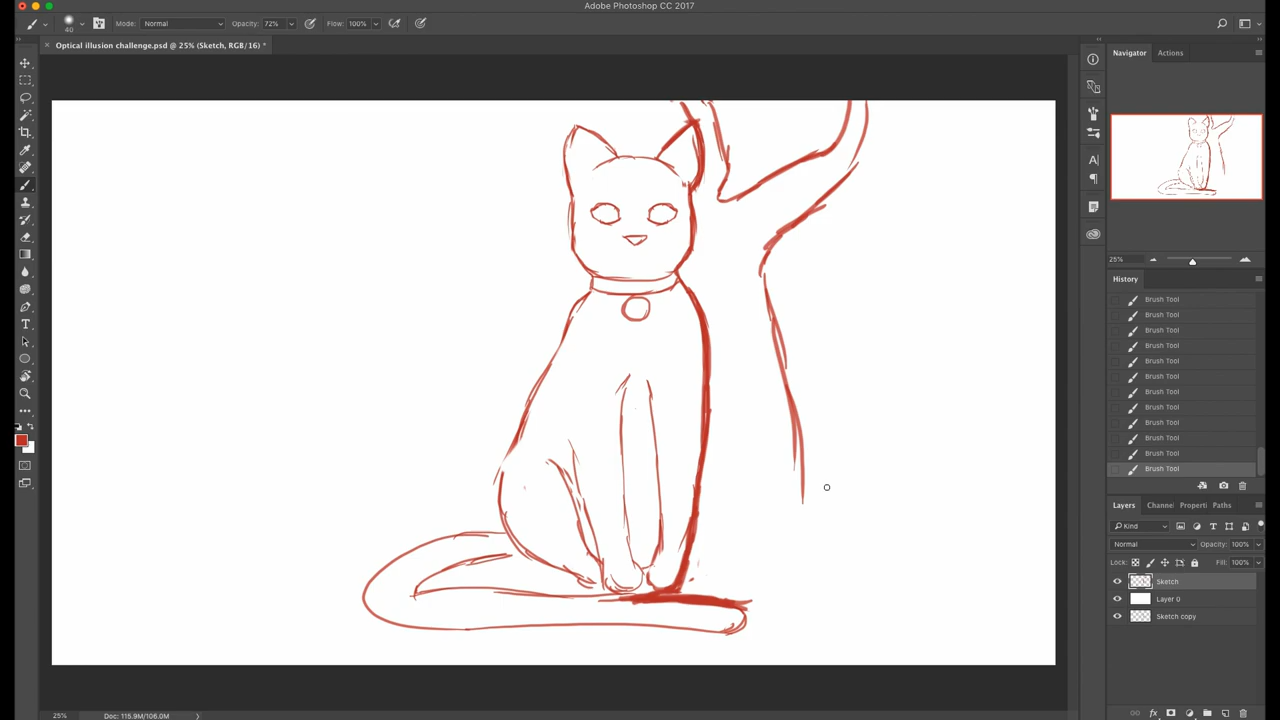 Adobe Photoshop CC 2017
40
Mode: Normal
Opacity: 72%
Flow: 100%
Optical illusion challenge.psd @ 25% (Sketch, RGB/16) *
Navigator
Actions
25%
History
Brush Tool
Brush Tool
Brush Tool
Brush Tool
Brush Tool
Brush Tool
Brush Tool
Brush Tool
Brush Tool
Brush Tool
Brush Tool
Brush Tool
Layers
Channe
Properti
Paths
Kind
Normal
Opacity: 100%
Lock:
Fill: 100%
Sketch
Layer 0
Sketch copy
fx
25%
Doc: 115.9M/106.0M